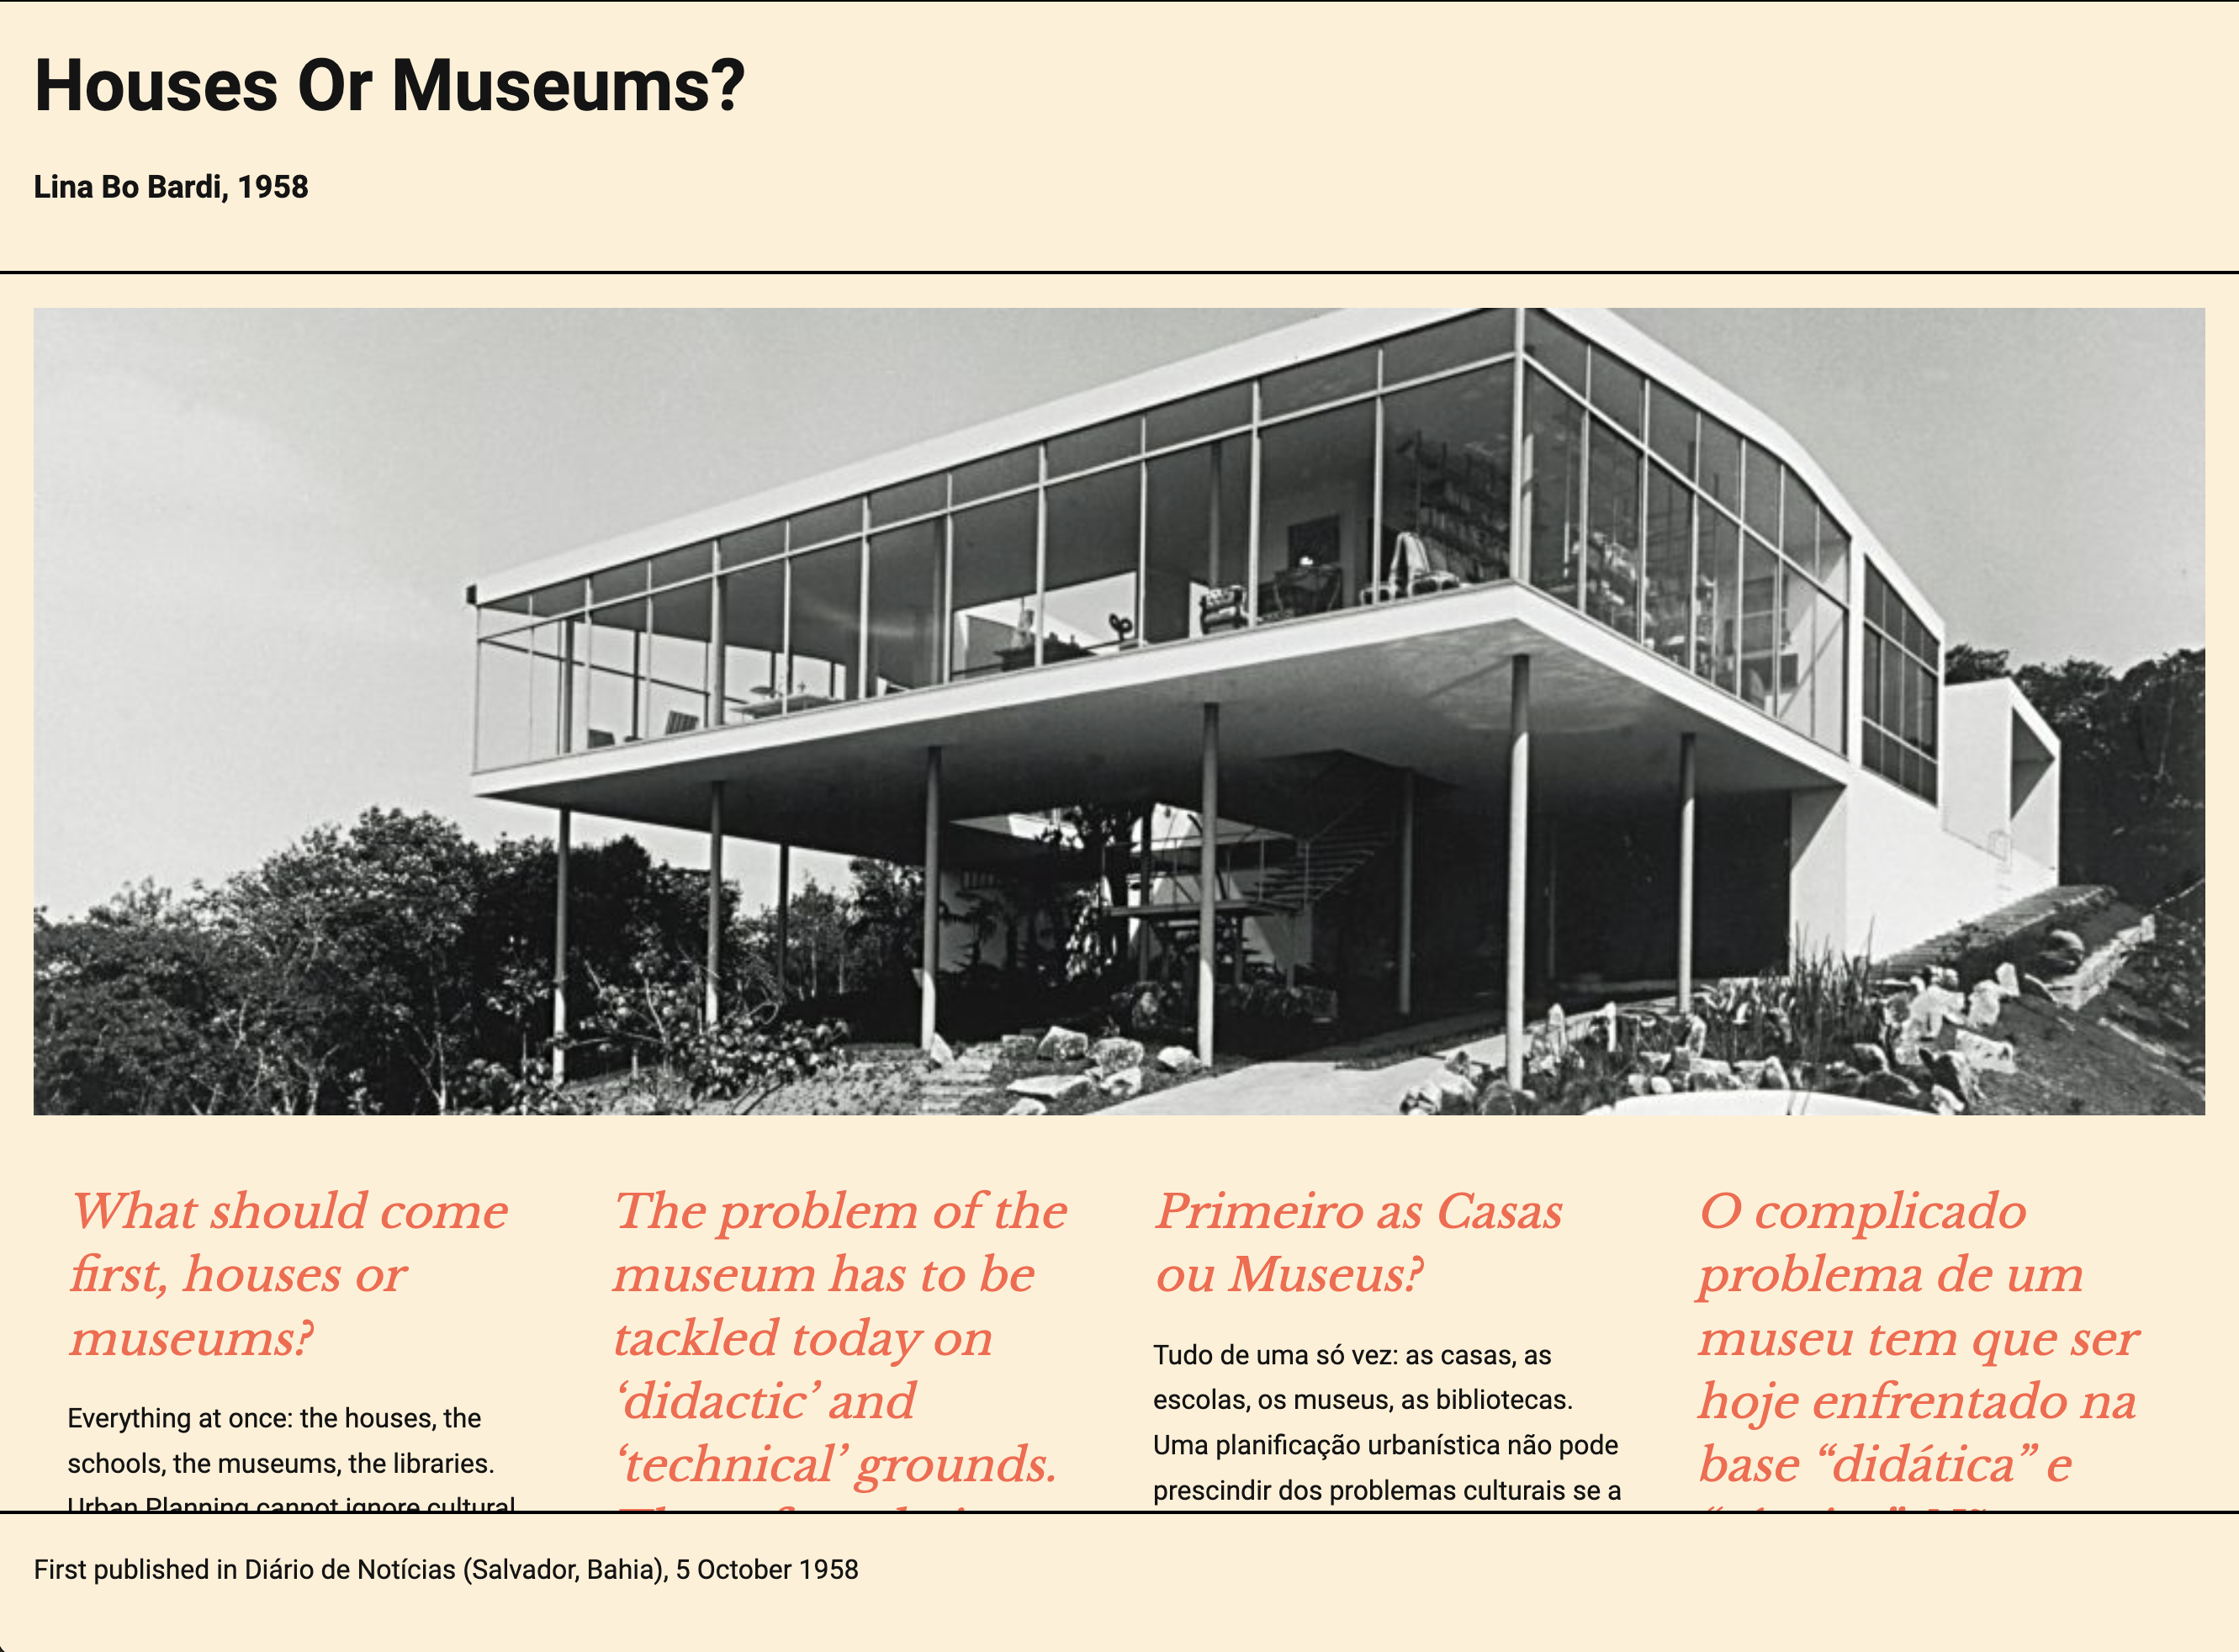 Houses Or Museums?
Lina Bo Bardi, 1958
What should come
first, houses or
museums?
Everything at once: the houses, the
schools, the museums, the libraries.
Urban Planning cannot ignore cultural
The problem of the
museum has to be
tackled today on
‘didactic’ and
‘technical’ grounds.
Primeiro as Casas
ou Museus?
Tudo de uma só vez: as casas, as
escolas, os museus, as bibliotecas.
Uma planificação urbanística não pode
prescindir dos problemas culturais se a
O complicado
problema de um
museu tem que ser
hoje enfrentado na
base “didática” e
First published in Diário de Notícias (Salvador, Bahia), 5 October 1958